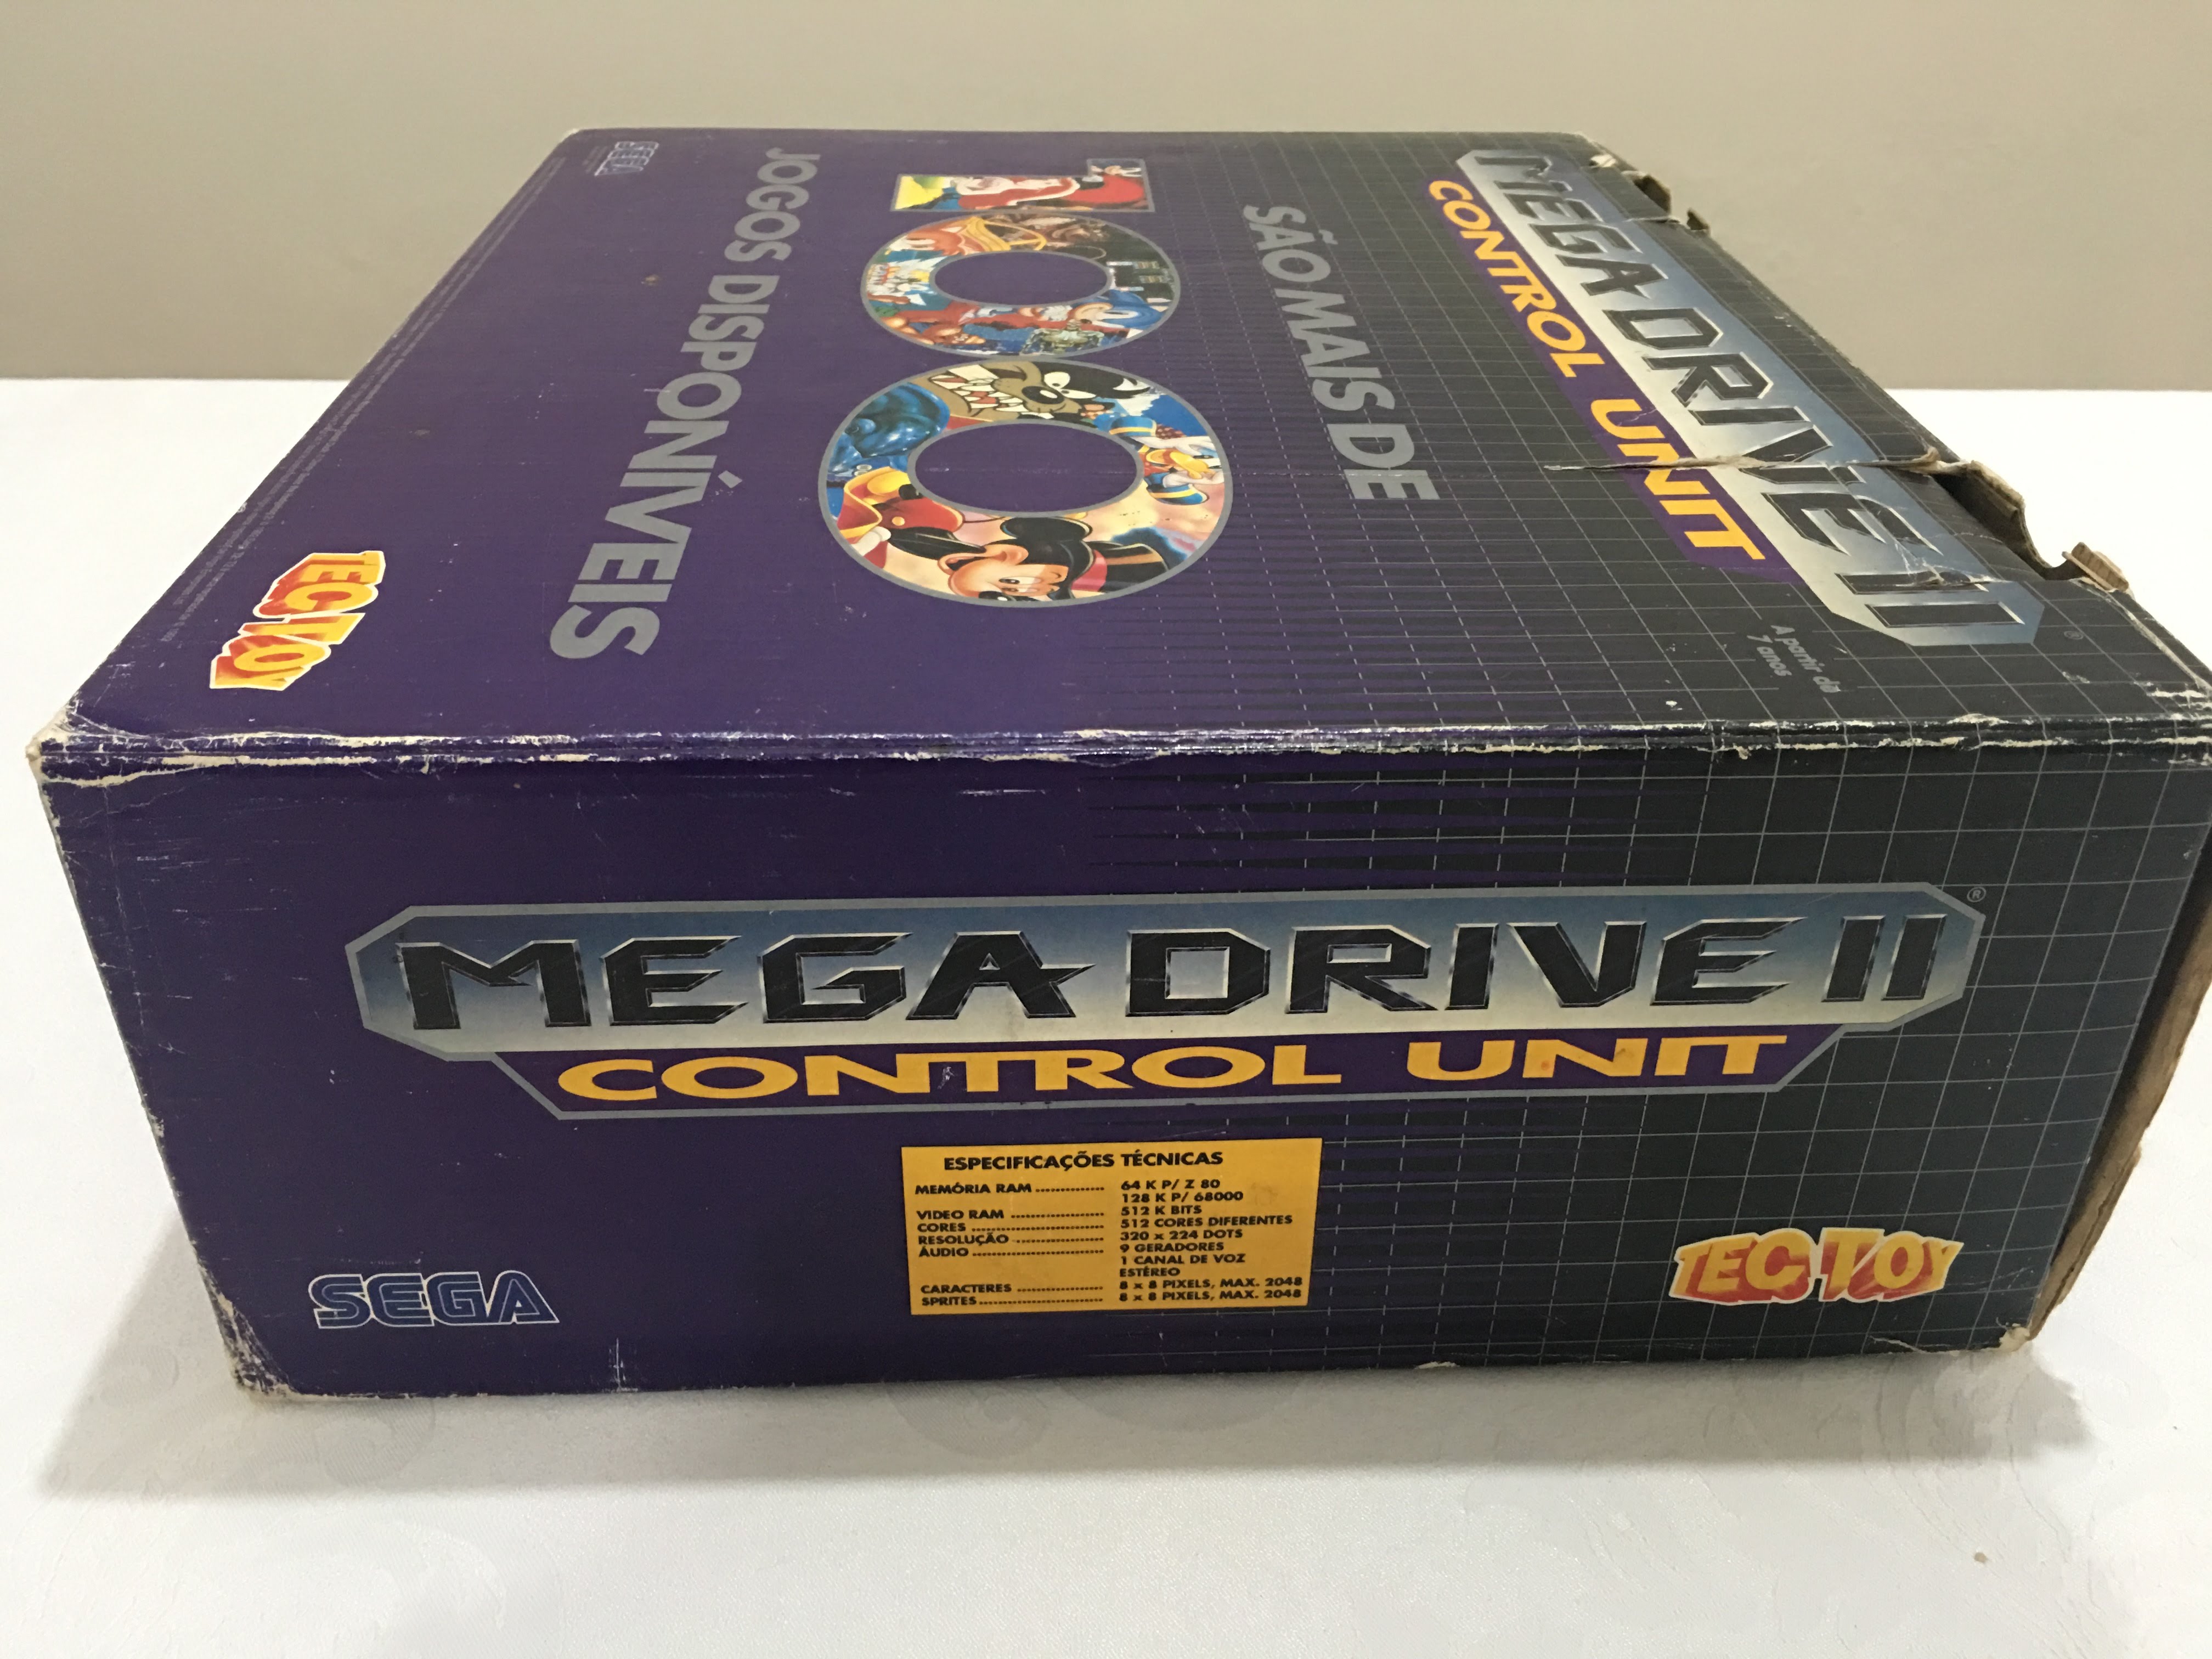 MEGA DRIVE II
CONTROL UNIT
A partir de
7 anos
SÃO MAIS DE
100
JOGOS DISPONÍVEIS
SEGA
TEC TOY
MEGA DRIVE II ®
CONTROL UNIT
ESPECIFICAÇÕES TÉCNICAS
MEMÓRIA RAM ............... 64 K P/ Z 80
128 K P/ 68000
VIDEO RAM ............... 512 K BITS
CORES ............... 512 CORES DIFERENTES
RESOLUÇÃO ............... 320 x 224 DOTS
ÁUDIO ............... 9 GERADORES
1 CANAL DE VOZ
ESTÉREO
CARACTERES ............... 8 x 8 PIXELS, MAX. 2048
SPRITES ............... 8 x 8 PIXELS, MAX. 2048
SEGA
TEC TOY